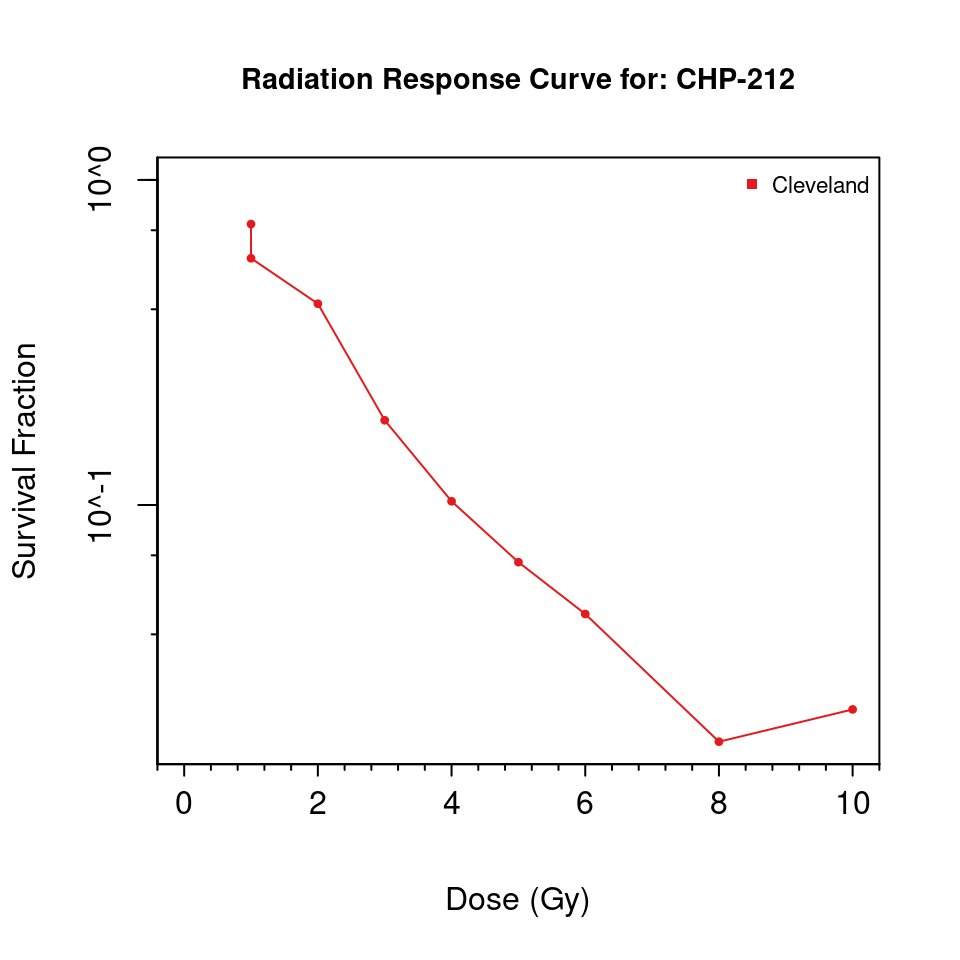 Radiation Response Curve for: CHP-212
Cleveland
10^0
10^-1
Survival Fraction
0 2 4 6 8 10
Dose (Gy)